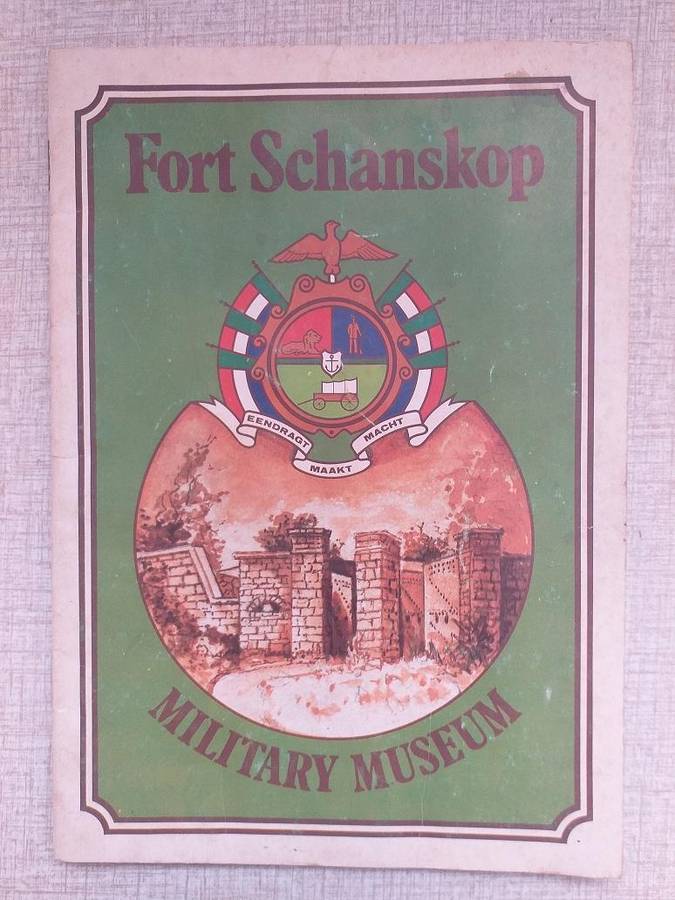 Fort Schanskop
EENDRAGT MAAKT MACHT
MILITARY MUSEUM